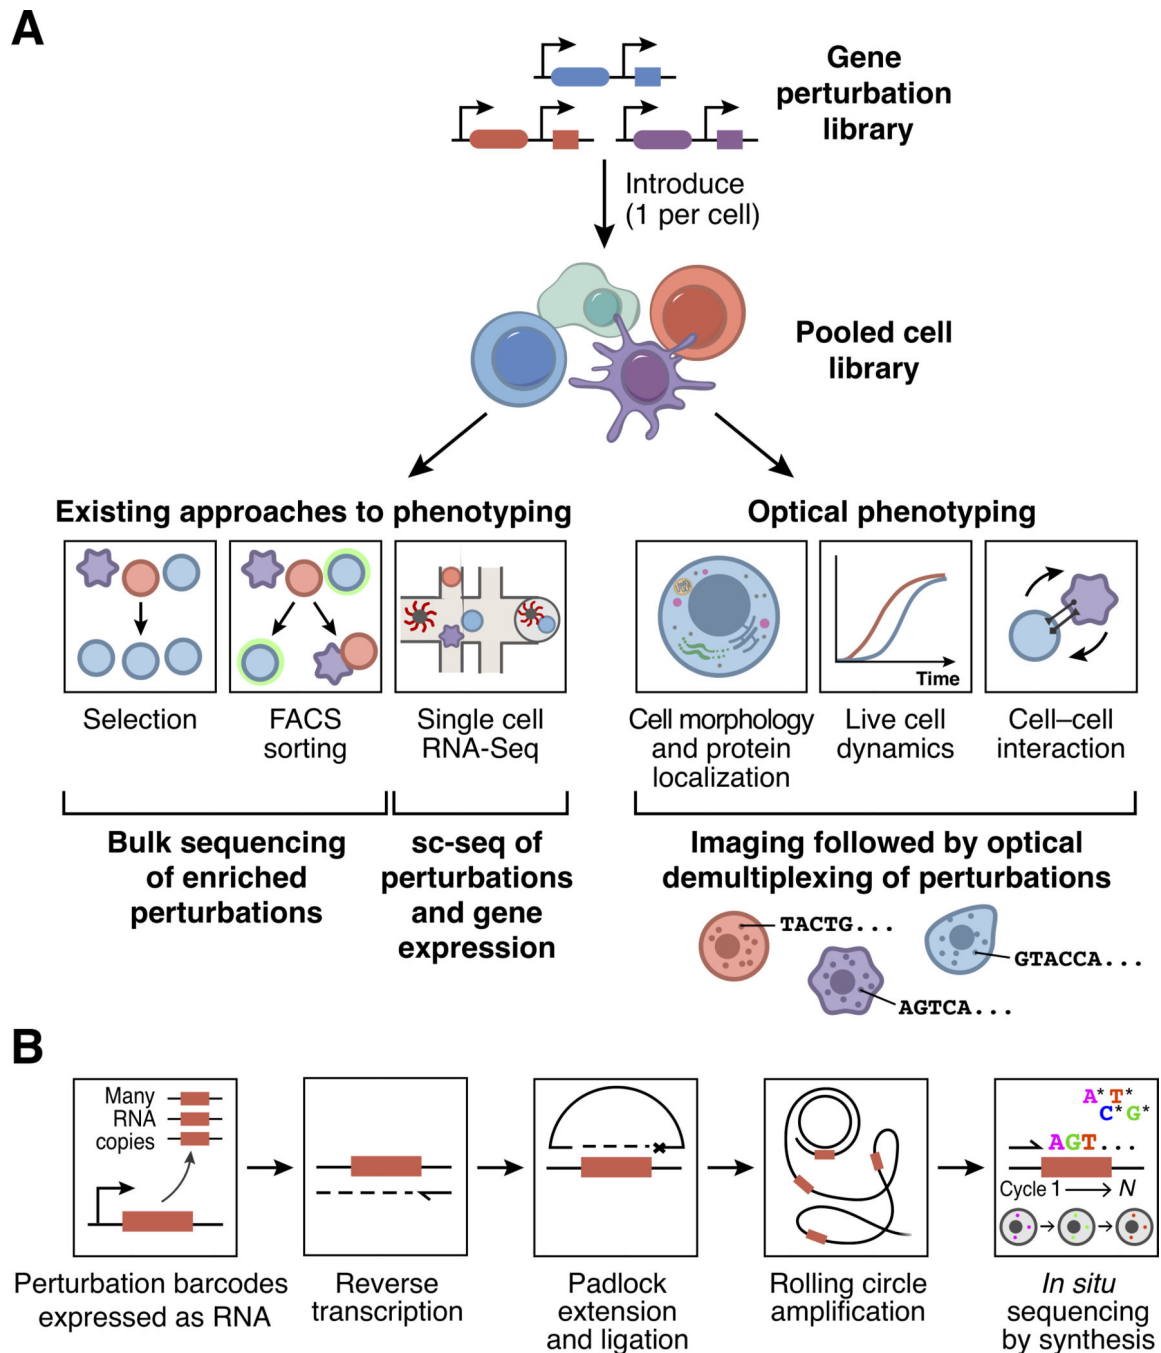 A
Gene
perturbation
library
Introduce
(1 per cell)
Pooled cell
library
Existing approaches to phenotyping
Optical phenotyping
Time
Selection
FACS
sorting
Single cell
RNA-Seq
Cell morphology
and protein
localization
Live cell
dynamics
Cell–cell
interaction
Bulk sequencing
of enriched
perturbations
sc-seq of
perturbations
and gene
expression
Imaging followed by optical
demultiplexing of perturbations
TACTG...
GTACCA...
AGTCA...
B
Many
RNA
copies
A* T*
C* G*
AGT...
Cycle 1 → N
Perturbation barcodes
expressed as RNA
Reverse
transcription
Padlock
extension
and ligation
Rolling circle
amplification
In situ
sequencing
by synthesis